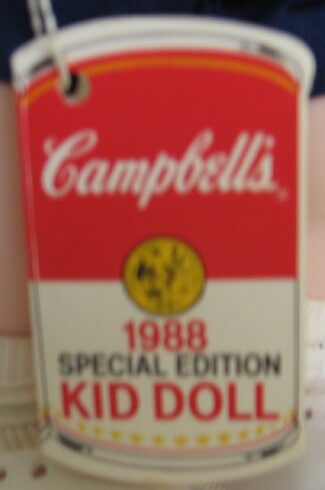 Campbell's
1988
SPECIAL EDITION
KID DOLL